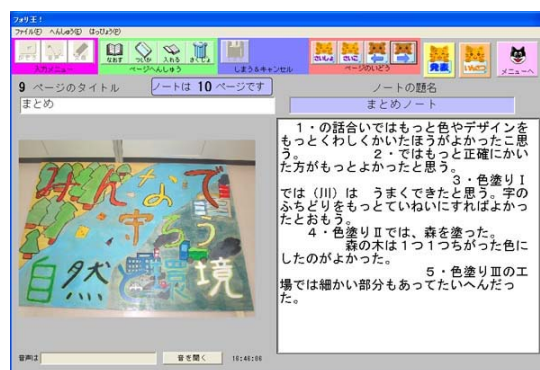 フォリ王！
ファイル(F) へんしゅう(E) はっぴょう(P)
なおす ついか 入れる さくじょ
入力メニュー ページへんしゅう しまう＆キャンセル ページのいどう メニューへ
さいしょ さいご まえ
発表
9 ページのタイトル ノートは 10 ページです ノートの題名
まとめ まとめノート
１・の話合いではもっと色やデザインを
もっとくわしくかいたほうがよかったこ思
う。 ２・ではもっと正確にかい
た方がもっとよかったと思う。
３・色塗りⅠ
では（川）は うまくできたと思う。字の
ふちどりをもっとていねいにすればよかっ
たとおもう。
４・色塗りⅡでは、森を塗った。
森の木は１つ１つちがった色に
したのがよかった。
５・色塗りⅢの工
場では細かい部分もあってたいへんだっ
た。
みんなで
守ろう
自然と環境
音声は 音を聞く 16:46:06